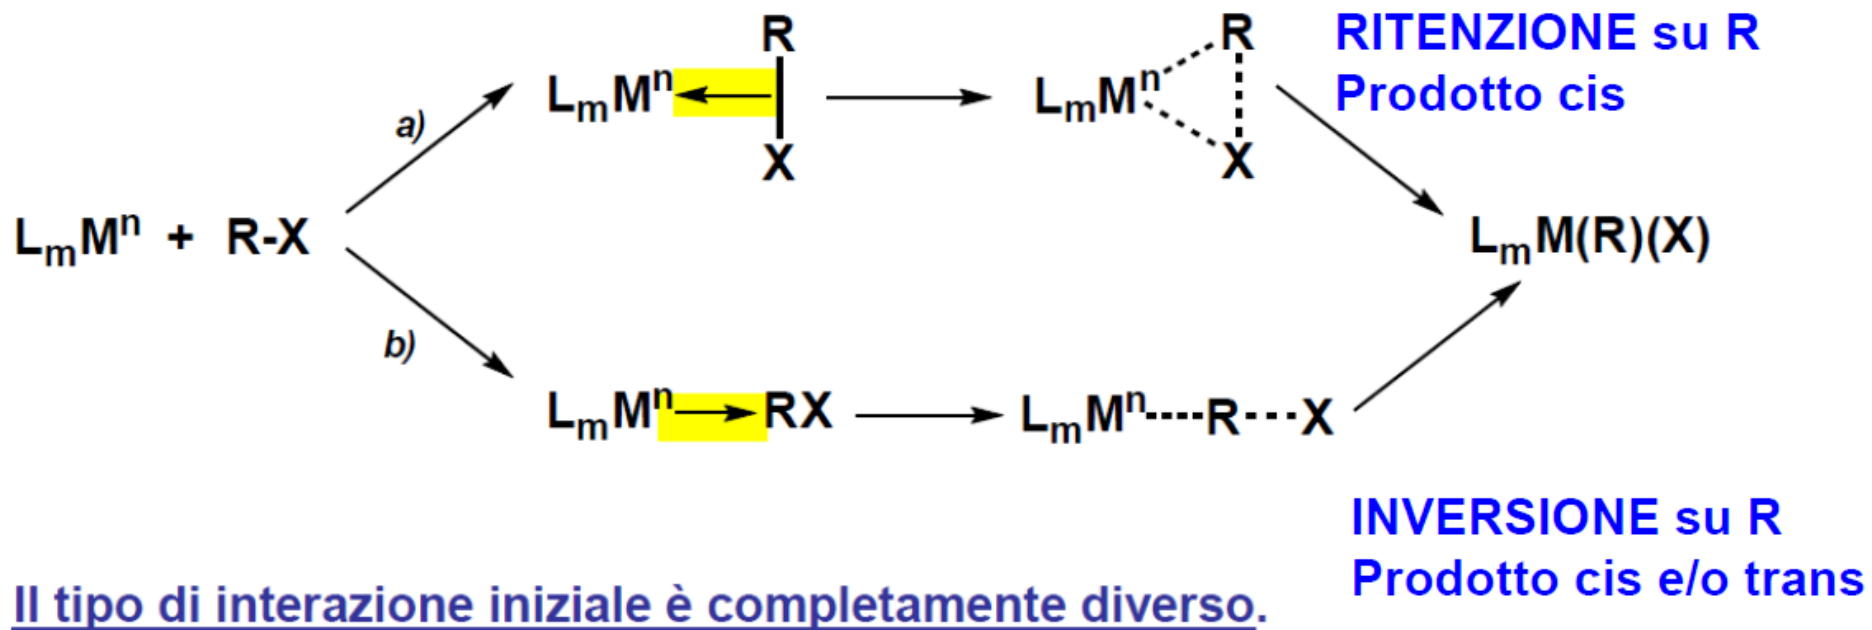 R
X
LmMⁿ
a)
R
X
LmMⁿ
RITENZIONE su R
Prodotto cis
LmMⁿ + R-X
LmM(R)(X)
b)
LmMⁿ RX
LmMⁿ R X
INVERSIONE su R
Prodotto cis e/o trans
Il tipo di interazione iniziale è completamente diverso.